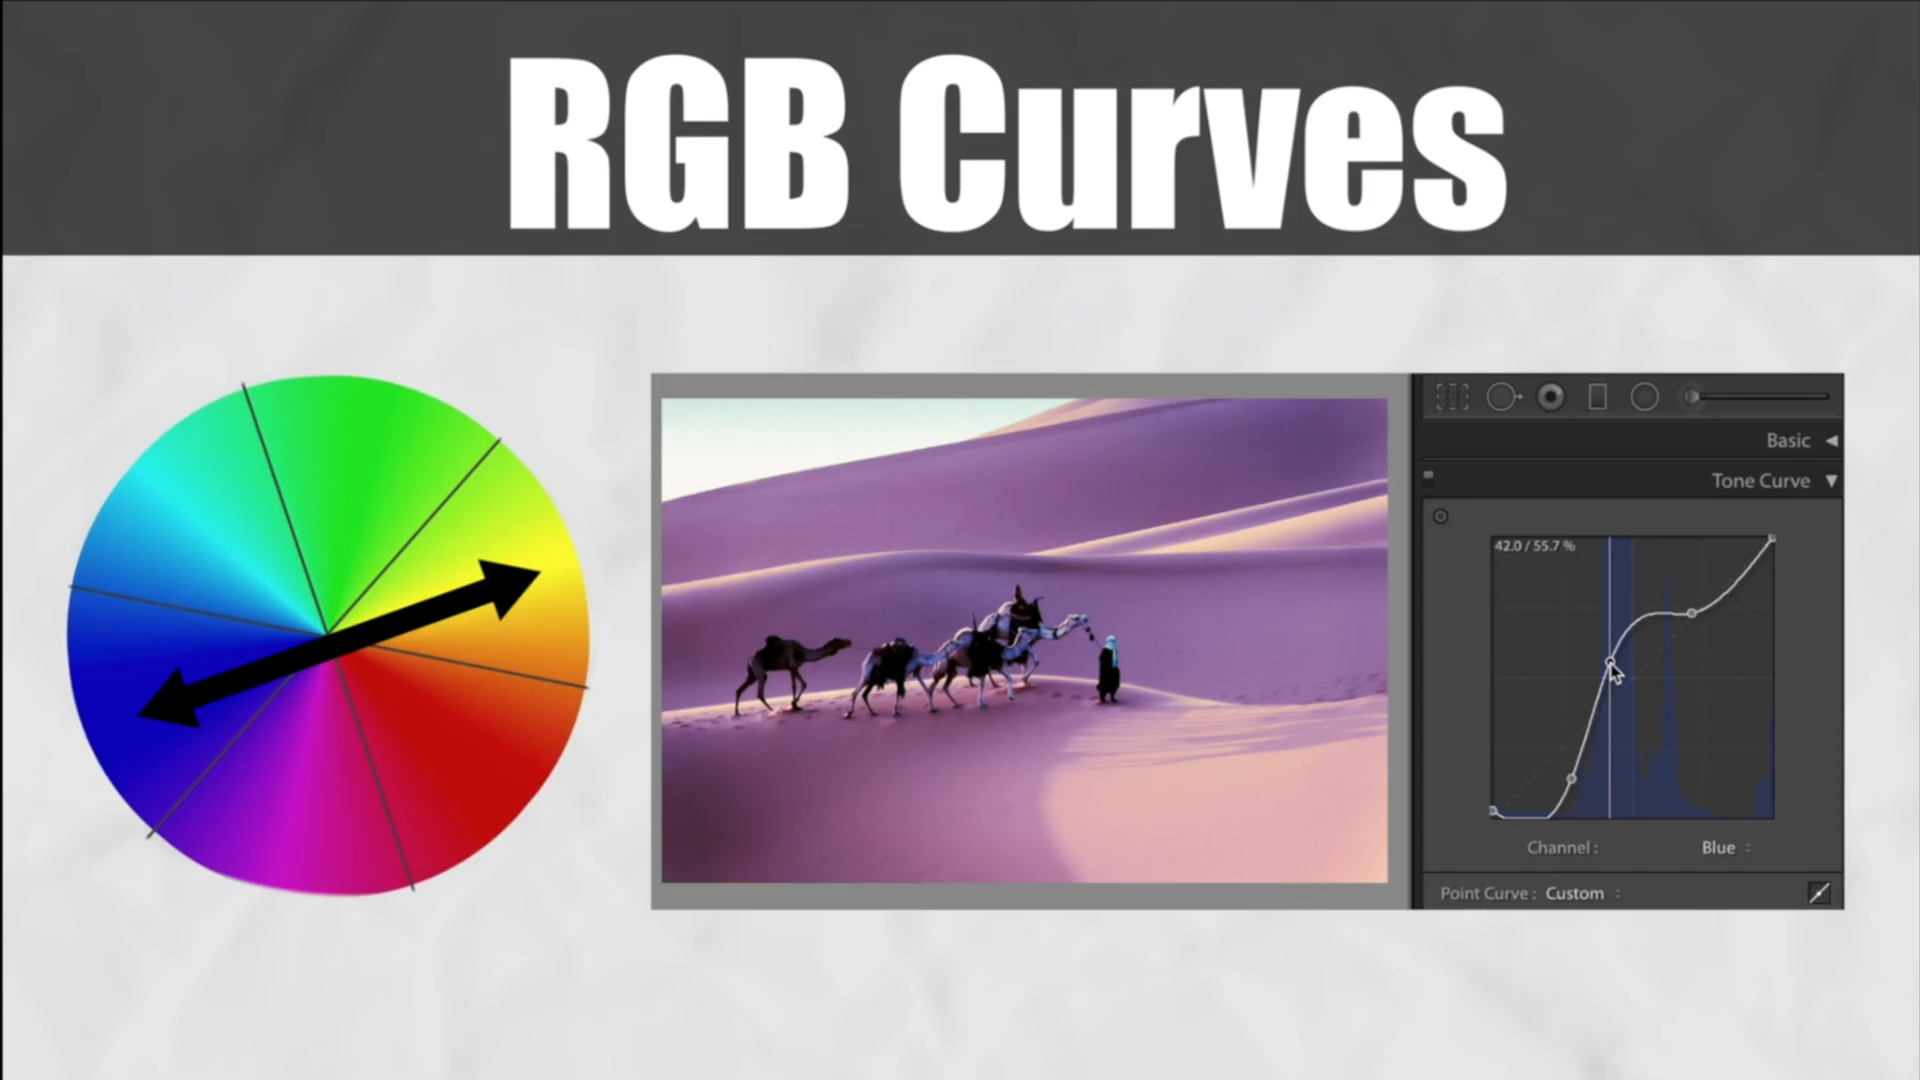 RGB Curves
Basic
Tone Curve
42.0 / 55.7 %
Channel : Blue
Point Curve : Custom